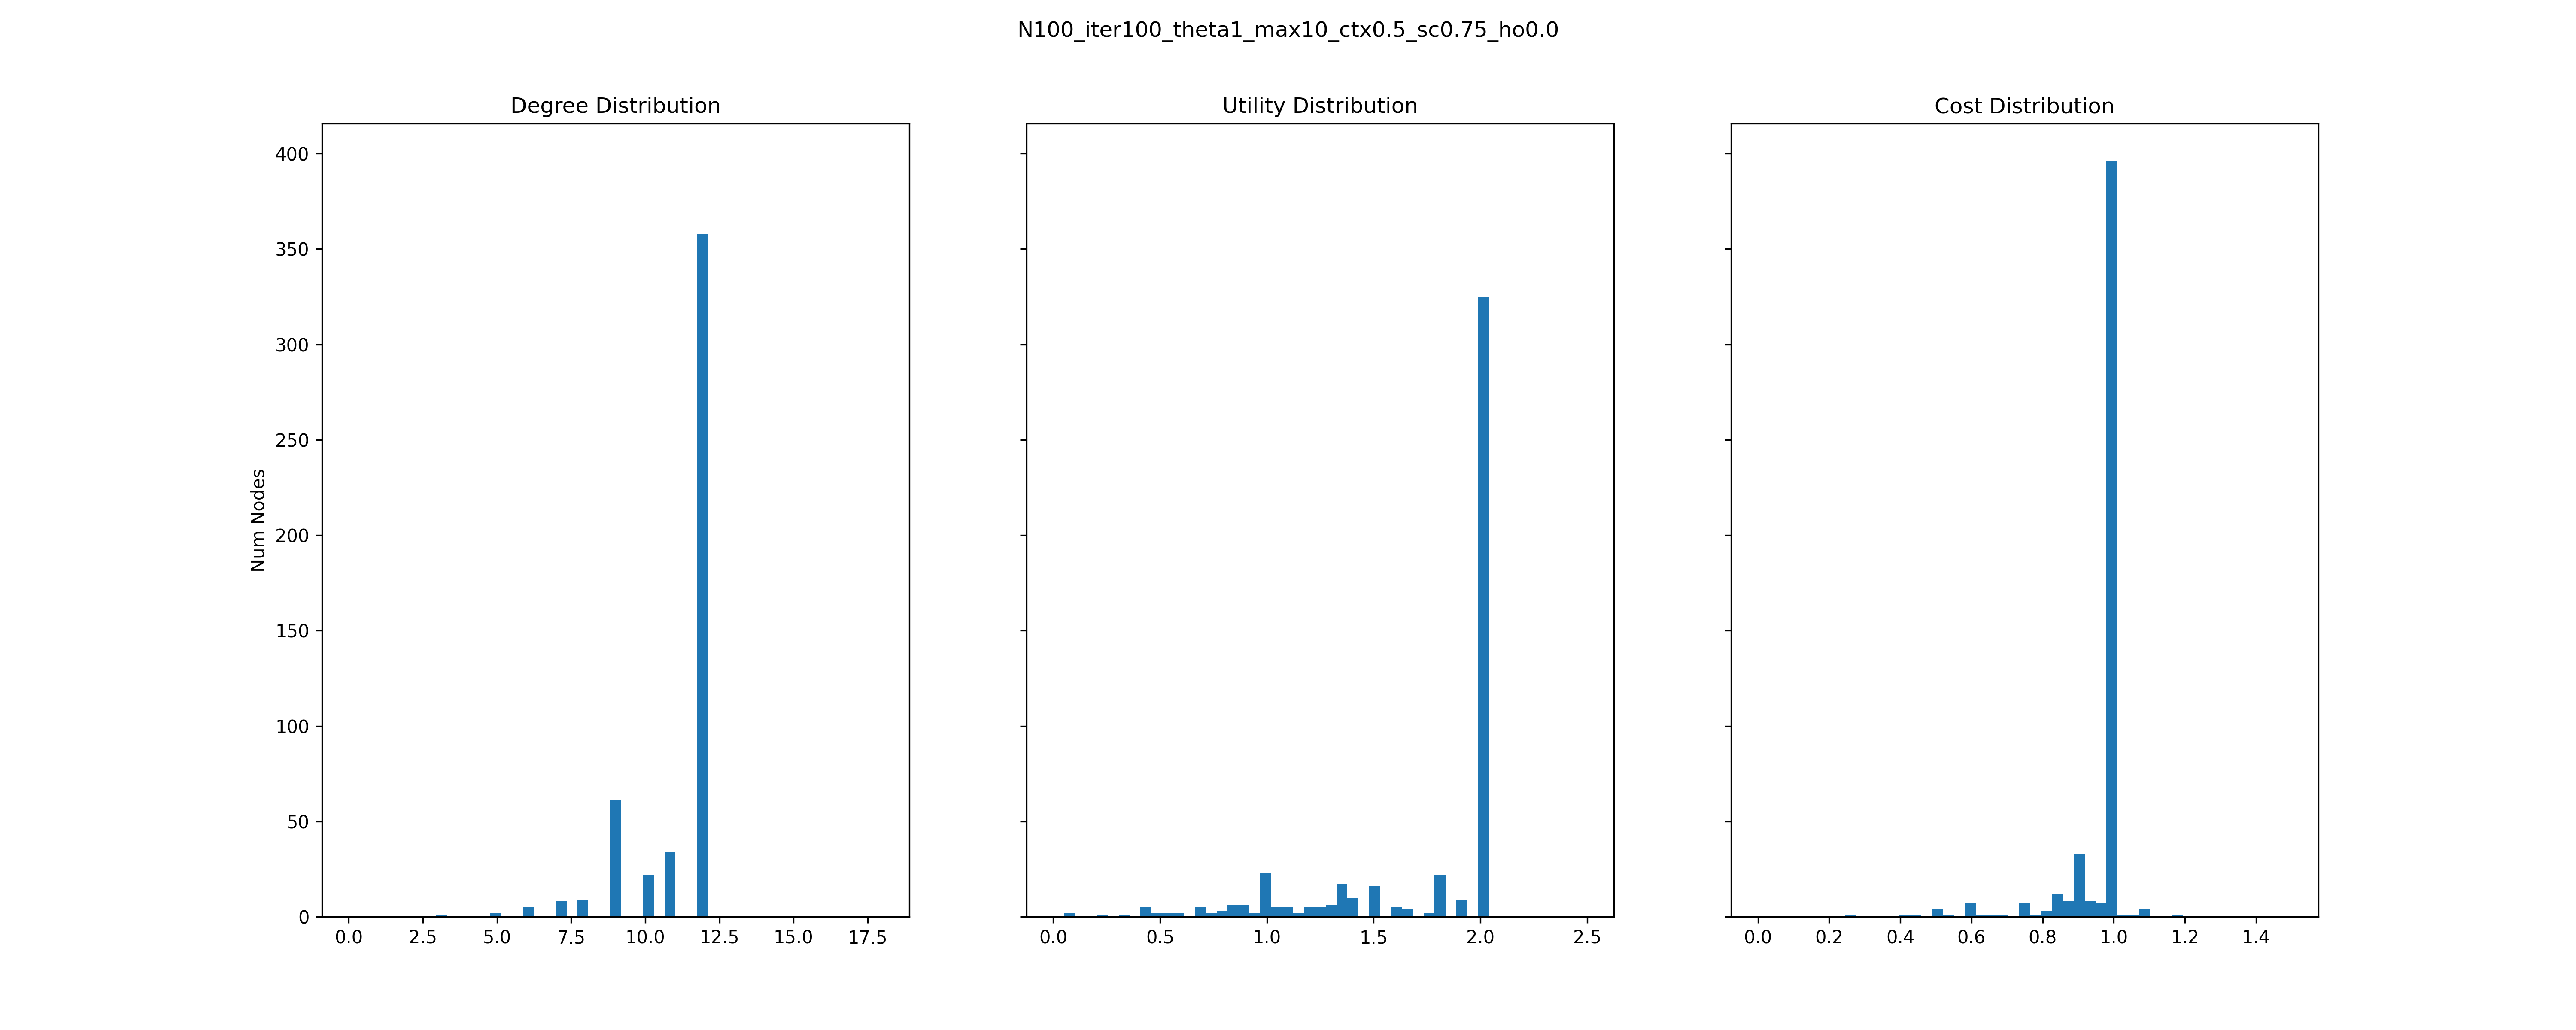 N100_iter100_theta1_max10_ctx0.5_sc0.75_ho0.0
Degree Distribution
Utility Distribution
Cost Distribution
Num Nodes
400
350
300
250
200
150
100
50
0
0.0 2.5 5.0 7.5 10.0 12.5 15.0 17.5
0.0 0.5 1.0 1.5 2.0 2.5
0.0 0.2 0.4 0.6 0.8 1.0 1.2 1.4